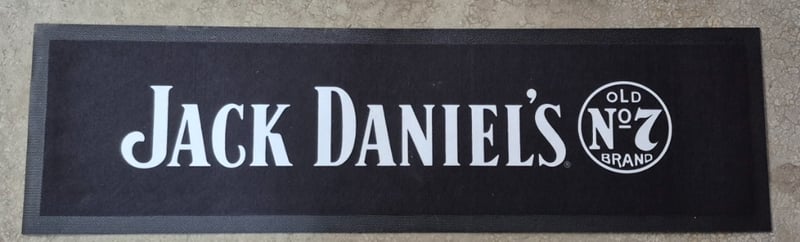 JACK DANIEL'S
OLD
Nº7
BRAND